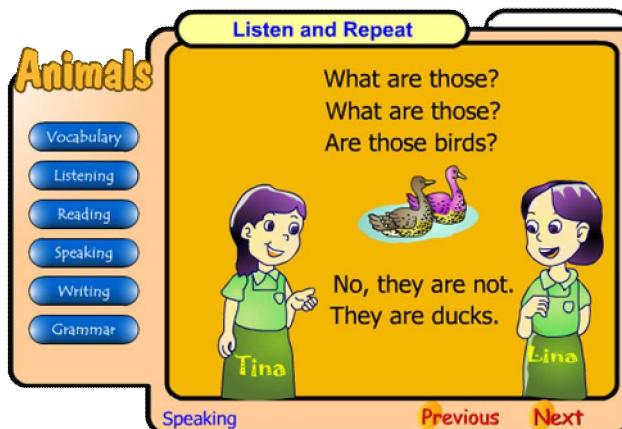 Listen and Repeat
Animals
Vocabulary
Listening
Reading
Speaking
Writing
Grammar
What are those?
What are those?
Are those birds?
No, they are not.
They are ducks.
Tina
Lina
Speaking
Previous
Next